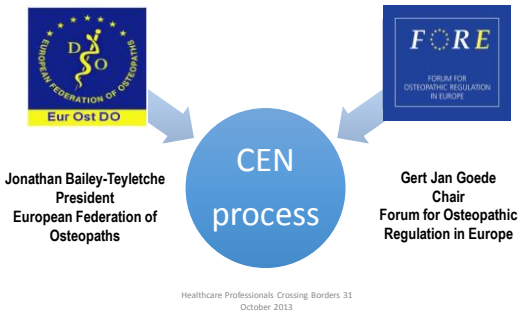 EUROPEAN FEDERATION OF OSTEOPATHS
D O
Eur Ost DO
FORE
FORUM FOR
OSTEOPATHIC REGULATION
IN EUROPE
CEN
process
Jonathan Bailey-Teyletche
President
European Federation of
Osteopaths
Gert Jan Goede
Chair
Forum for Osteopathic
Regulation in Europe
Healthcare Professionals Crossing Borders 31
October 2013